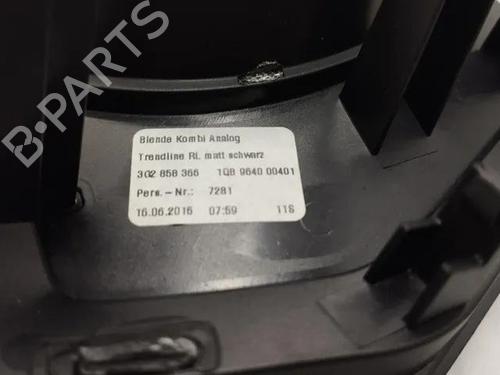 B-PARTS
Blende Kombi Analog
Trendline RL matt schwarz
3G2 858 366 1QB 9640 00401
Pers.-Nr.: 7281
16.06.2016 07:59 11S